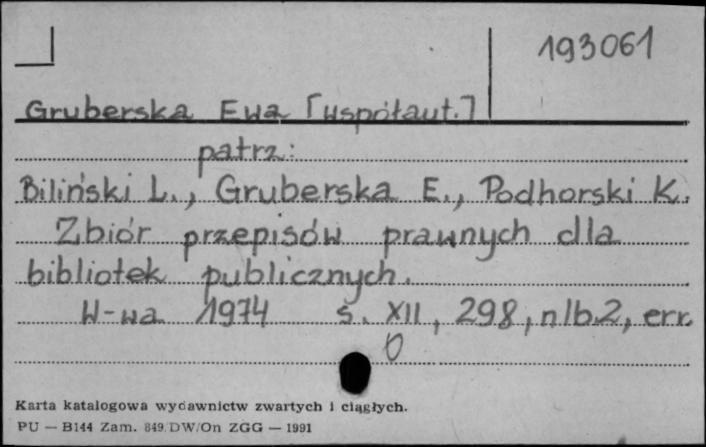 193061
Gruberska Ewa [współaut.]
patrz:
Biliński L., Gruberska E., Podhorski K.
Zbiór przepisów prawnych dla
bibliotek publicznych.
W-wa 1974 s. XII, 298, nlb.2, err.
0
Karta katalogowa wydawnictw zwartych i ciągłych.
PU — B144 Zam. 849/DW/On ZGG — 1991